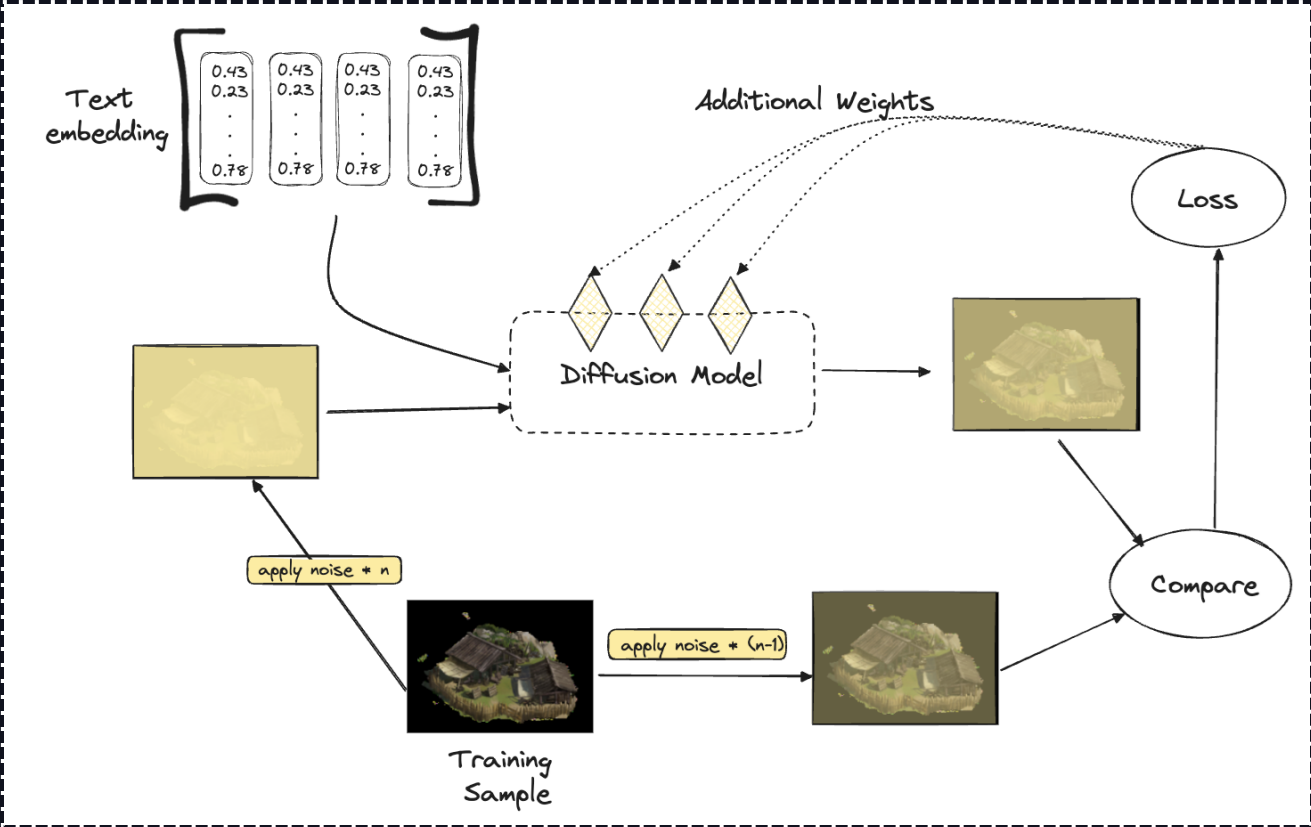 Text
embedding
0.43 0.43 0.43 0.43
0.23 0.23 0.23 0.23
. . . .
. . . .
. . . .
0.78 0.78 0.78 0.78
Additional Weights
Loss
Diffusion Model
apply noise * n
apply noise * (n-1)
Compare
Training
Sample